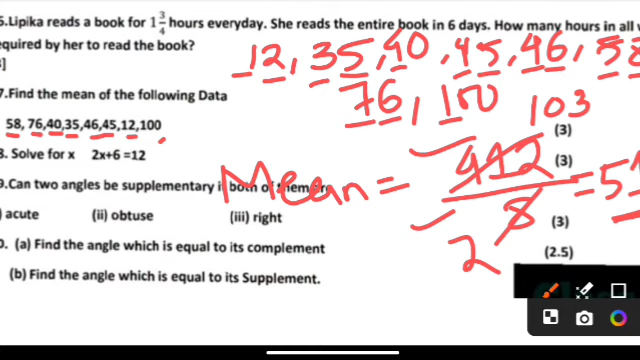 5.Lipika reads a book for 1 3/4 hours everyday. She reads the entire book in 6 days. How many hours in all
equired by her to read the book?
12, 35, 40, 45, 46, 58
7.Find the mean of the following Data
76, 100 103
58, 76,40,35,46,45,12,100
(3)
8. Solve for x 2x+6 =12
(3)
Mean = 412/8 =
2
9.Can two angles be supplementary if both of them are
) acute (ii) obtuse (iii) right
(3)
0. (a) Find the angle which is equal to its complement
(2.5)
(b) Find the angle which is equal to its Supplement.